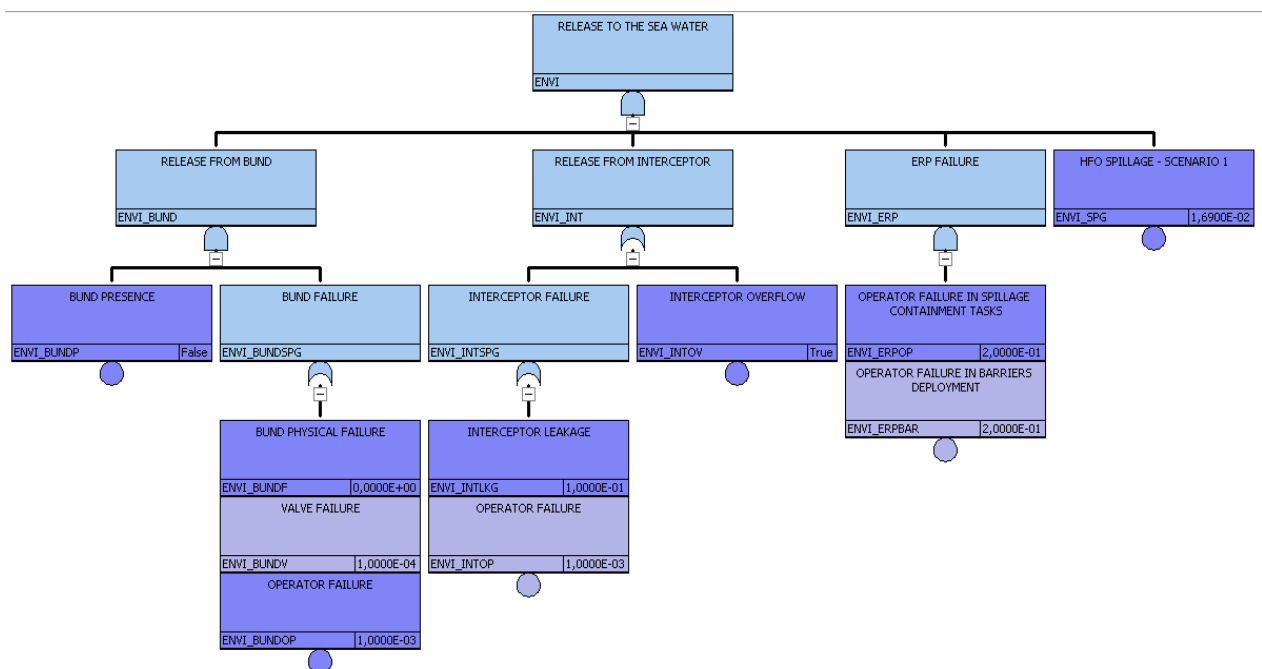 RELEASE TO THE SEA WATER
ENVI
RELEASE FROM BUND
ENVI_BUND
RELEASE FROM INTERCEPTOR
ENVI_INT
ERP FAILURE
ENVI_ERP
HFO SPILLAGE - SCENARIO 1
ENVI_SPG 1,6900E-02
BUND PRESENCE
ENVI_BUNDP False
BUND FAILURE
ENVI_BUNDSPG
INTERCEPTOR FAILURE
ENVI_INTSPG
INTERCEPTOR OVERFLOW
ENVI_INTOV True
OPERATOR FAILURE IN SPILLAGE
CONTAINMENT TASKS
ENVI_ERPOP 2,0000E-01
OPERATOR FAILURE IN BARRIERS
DEPLOYMENT
ENVI_ERPBAR 2,0000E-01
BUND PHYSICAL FAILURE
ENVI_BUNDF 0,0000E+00
VALVE FAILURE
ENVI_BUNDV 1,0000E-04
OPERATOR FAILURE
ENVI_BUNDOP 1,0000E-03
INTERCEPTOR LEAKAGE
ENVI_INTLKG 1,0000E-01
OPERATOR FAILURE
ENVI_INTOP 1,0000E-03